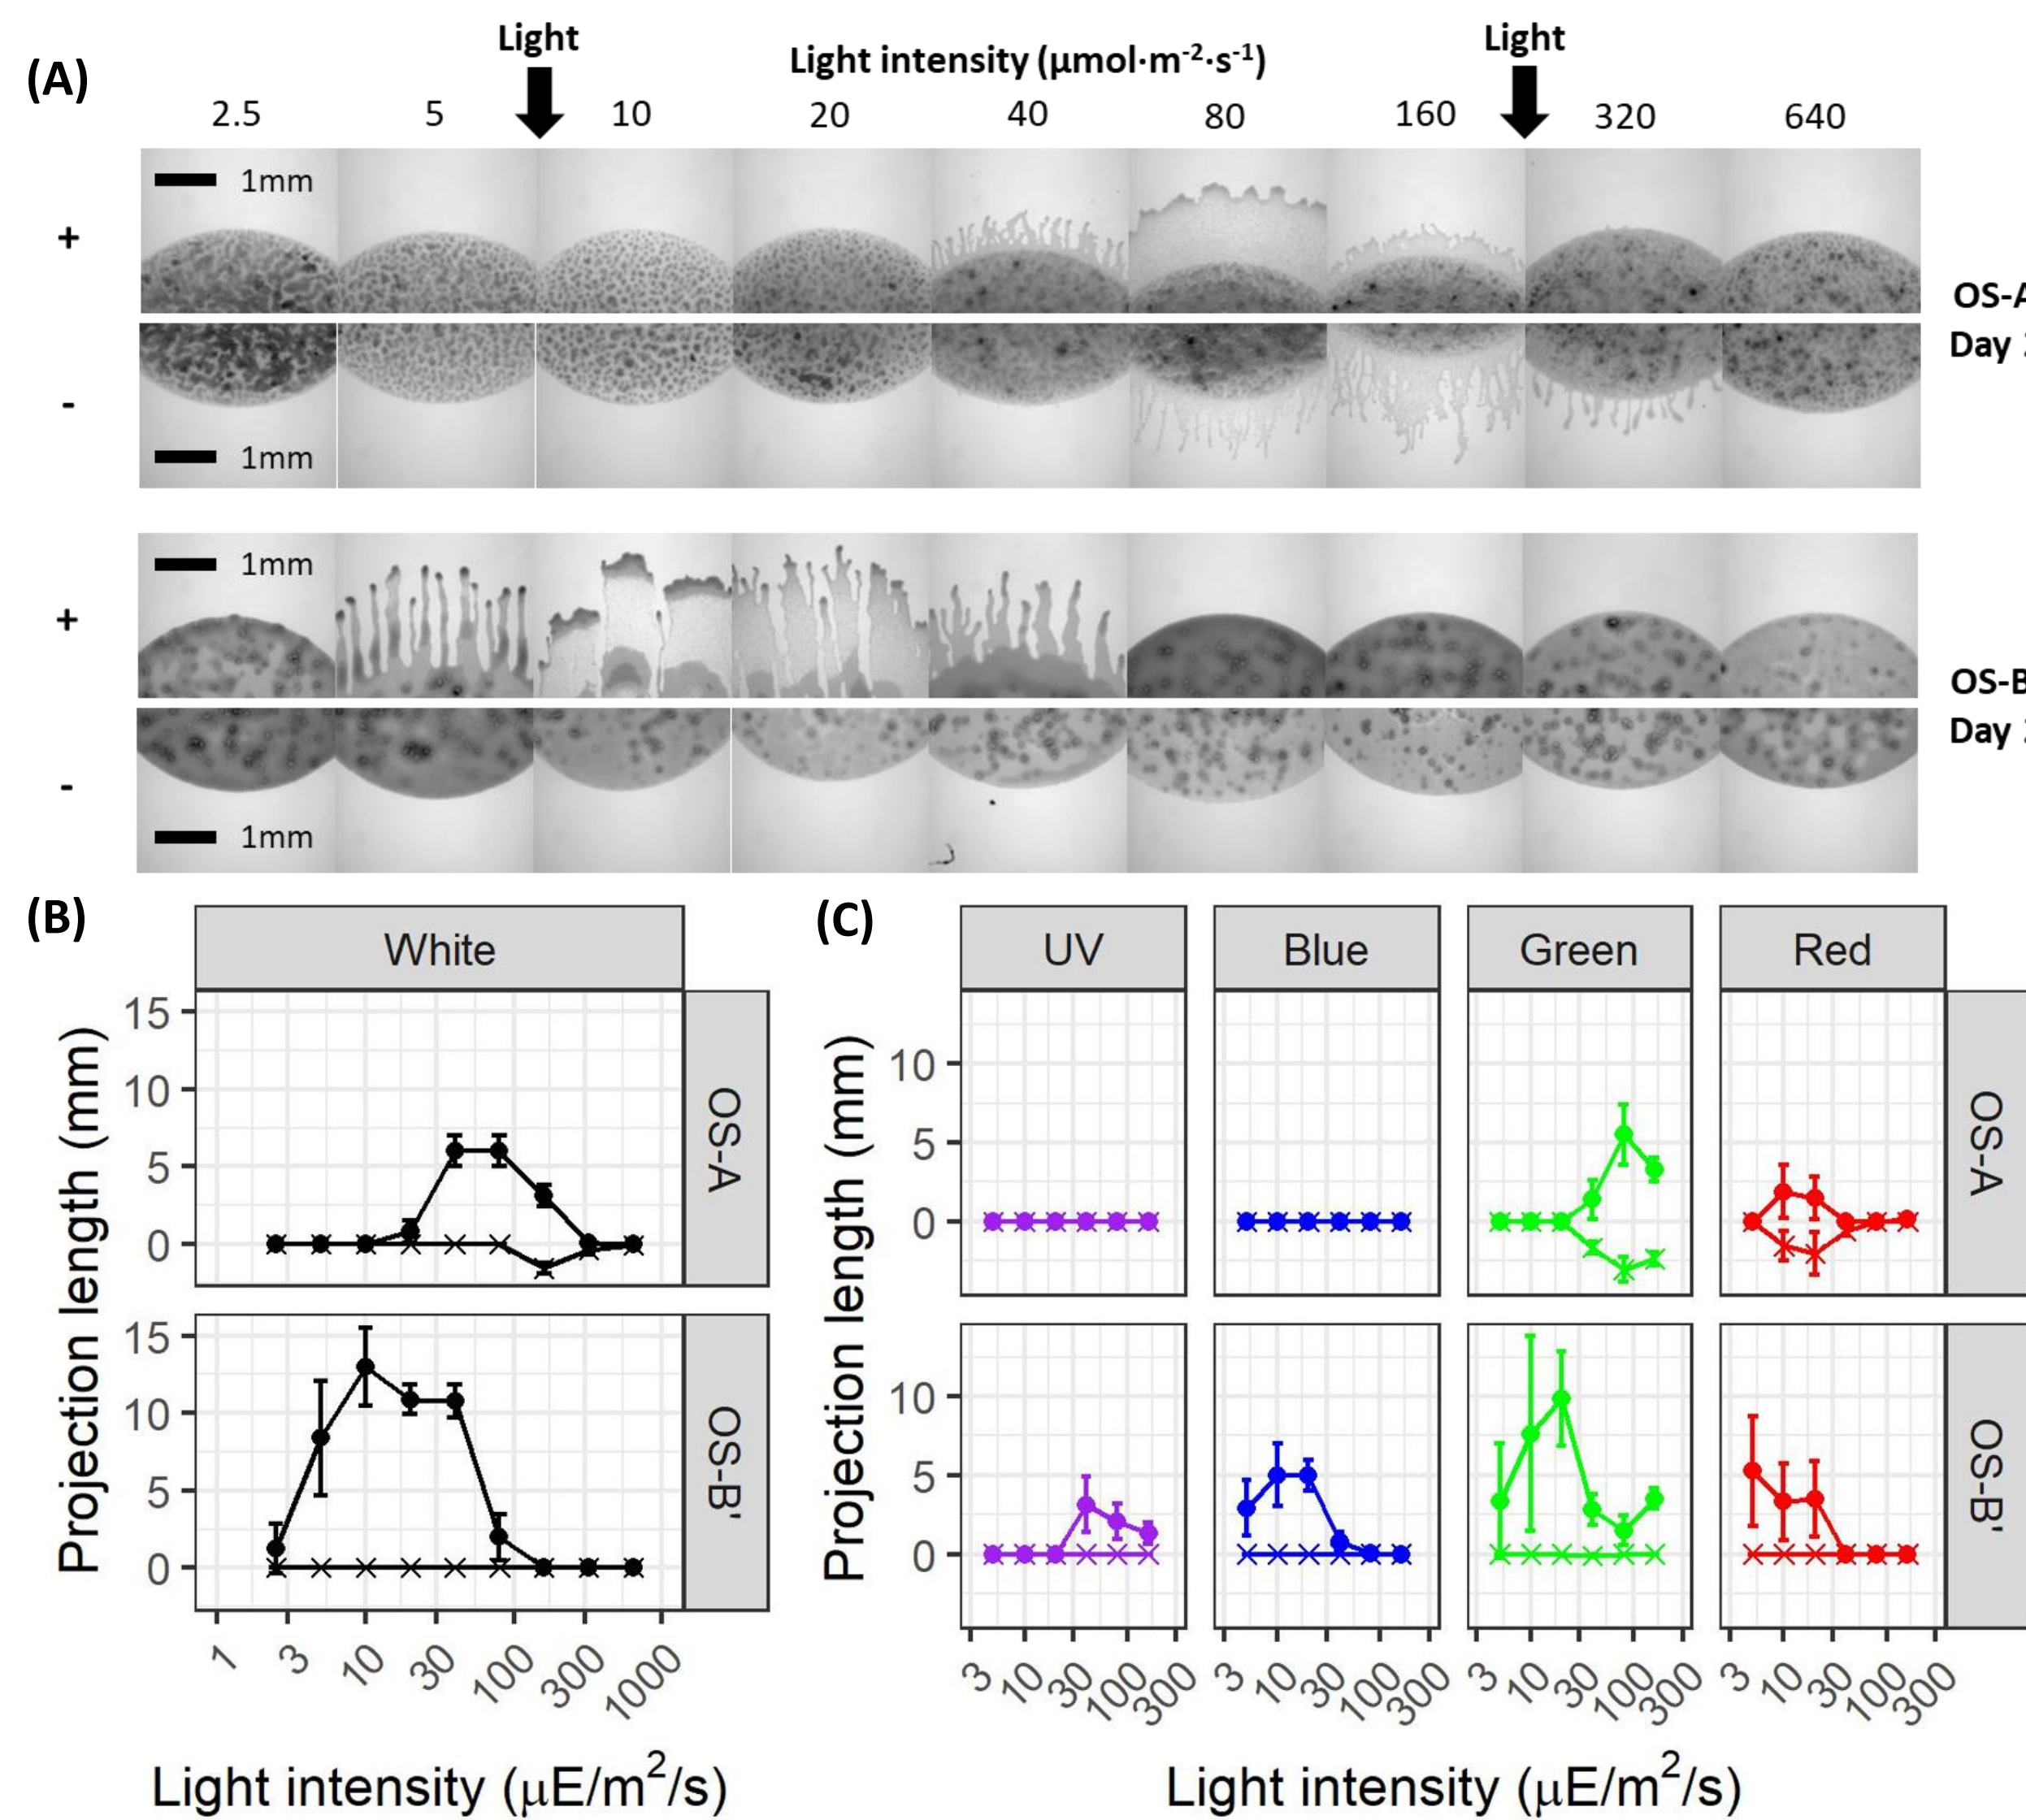 (A)
Light
Light intensity (µmol·m-2·s-1)
Light
2.5 5 10 20 40 80 160 320 640
1mm
+
OS-A
Day
-
1mm
1mm
+
OS-B
Day
-
1mm
(B)
White
Projection length (mm)
15
10
5
0
OS-A
15
10
5
0
OS-B'
1 3 10 30 100 300 1000
Light intensity (µE/m2/s)
(C)
UV Blue Green Red
Projection length (mm)
10
5
0
OS-A
10
5
0
OS-B'
3 10 30 100 300 3 10 30 100 300 3 10 30 100 300 3 10 30 100 300
Light intensity (µE/m2/s)